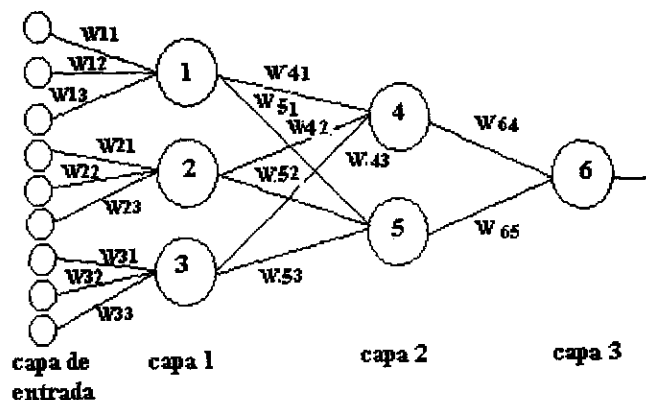 W11
W12
W13
W21
W22
W23
W31
W32
W33
1
2
3
W41
W51
W42
W43
W52
W53
4
5
W64
W65
6
capa de
entrada
capa 1
capa 2
capa 3